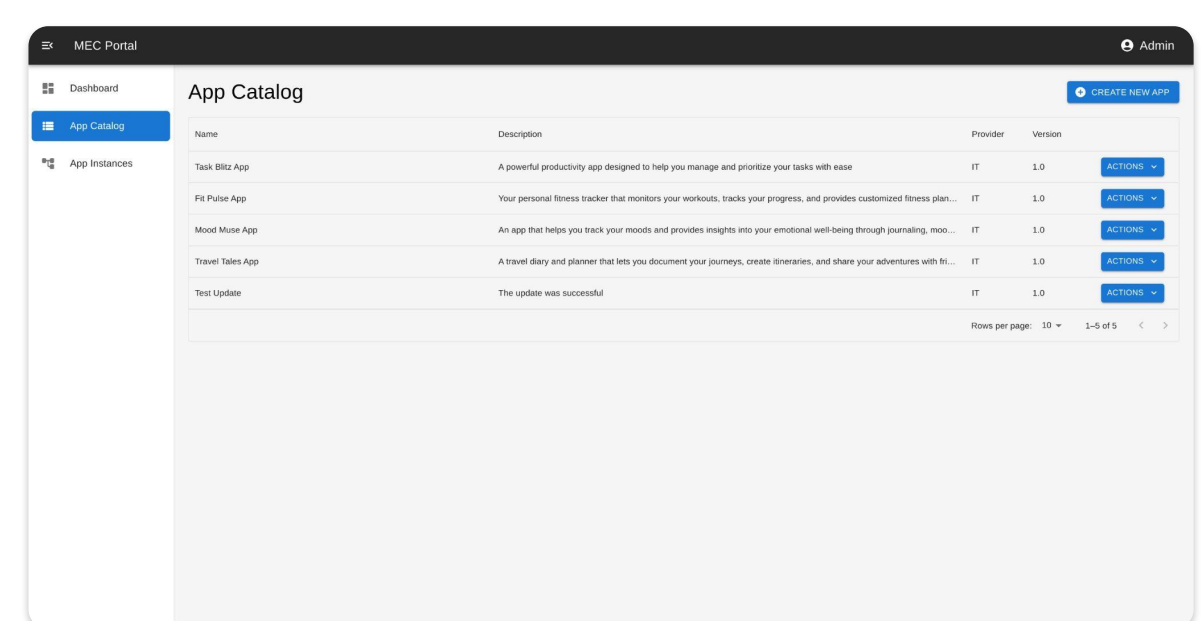 MEC Portal
Admin
Dashboard
App Catalog
App Instances
App Catalog
CREATE NEW APP
Name Description Provider Version
Task Blitz App A powerful productivity app designed to help you manage and prioritize your tasks with ease IT 1.0 ACTIONS
Fit Pulse App Your personal fitness tracker that monitors your workouts, tracks your progress, and provides customized fitness plan... IT 1.0 ACTIONS
Mood Muse App An app that helps you track your moods and provides insights into your emotional well-being through journaling, moo... IT 1.0 ACTIONS
Travel Tales App A travel diary and planner that lets you document your journeys, create itineraries, and share your adventures with fri... IT 1.0 ACTIONS
Test Update The update was successful IT 1.0 ACTIONS
Rows per page: 10 1–5 of 5